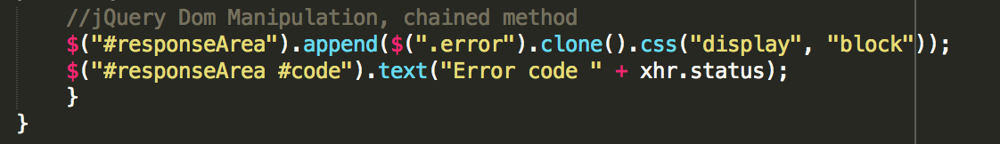 //jQuery Dom Manipulation, chained method
$("#responseArea").append($(".error").clone().css("display", "block"));
$("#responseArea #code").text("Error code " + xhr.status);
}
}